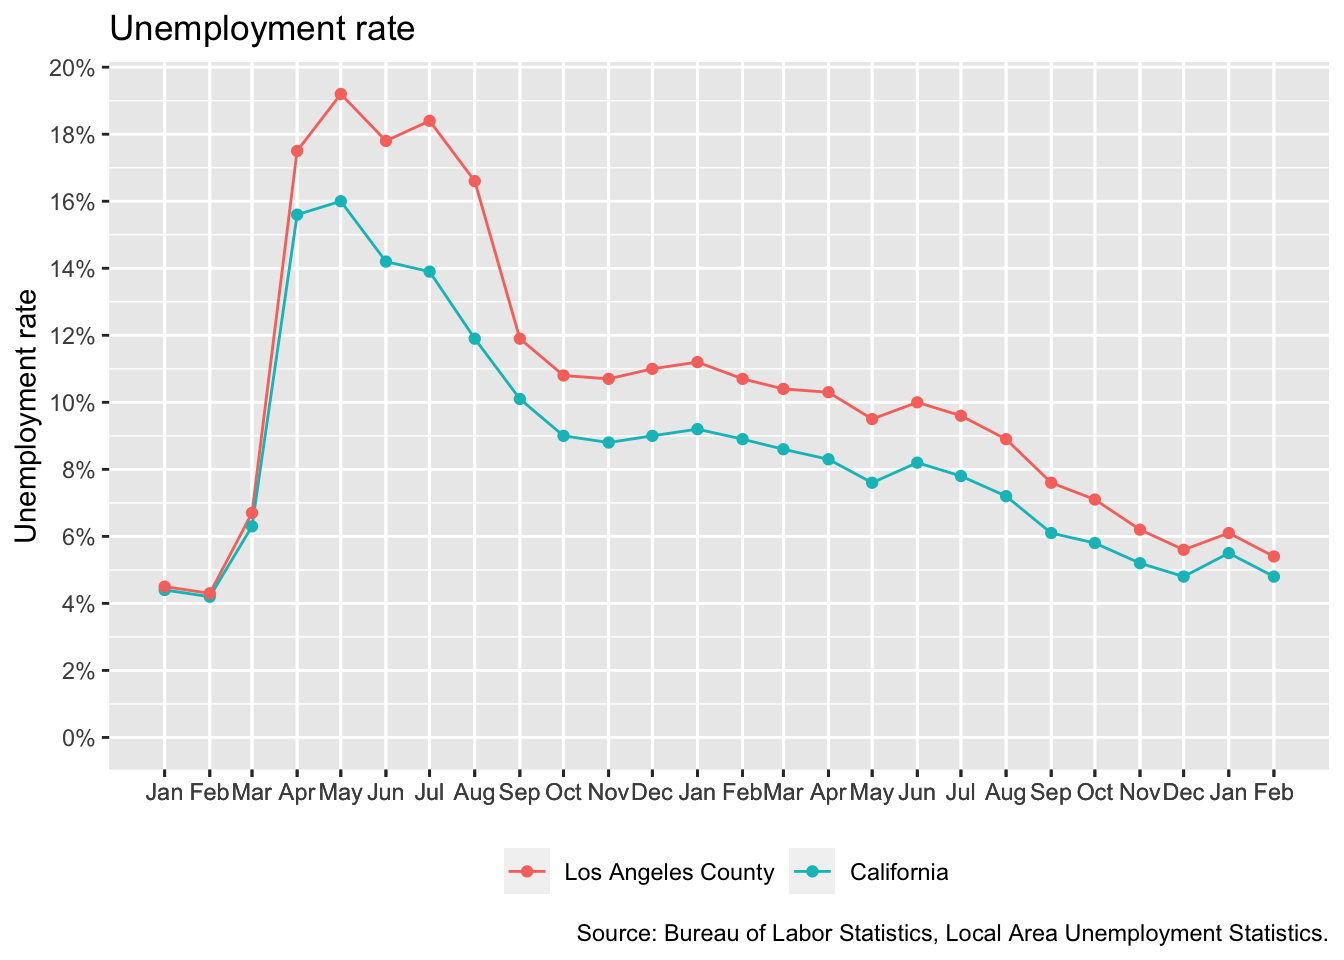 Unemployment rate
Unemployment rate
20%
18%
16%
14%
12%
10%
8%
6%
4%
2%
0%
Jan Feb Mar Apr May Jun Jul Aug Sep Oct Nov Dec Jan Feb Mar Apr May Jun Jul Aug Sep Oct Nov Dec Jan Feb
Los Angeles County California
Source: Bureau of Labor Statistics, Local Area Unemployment Statistics.